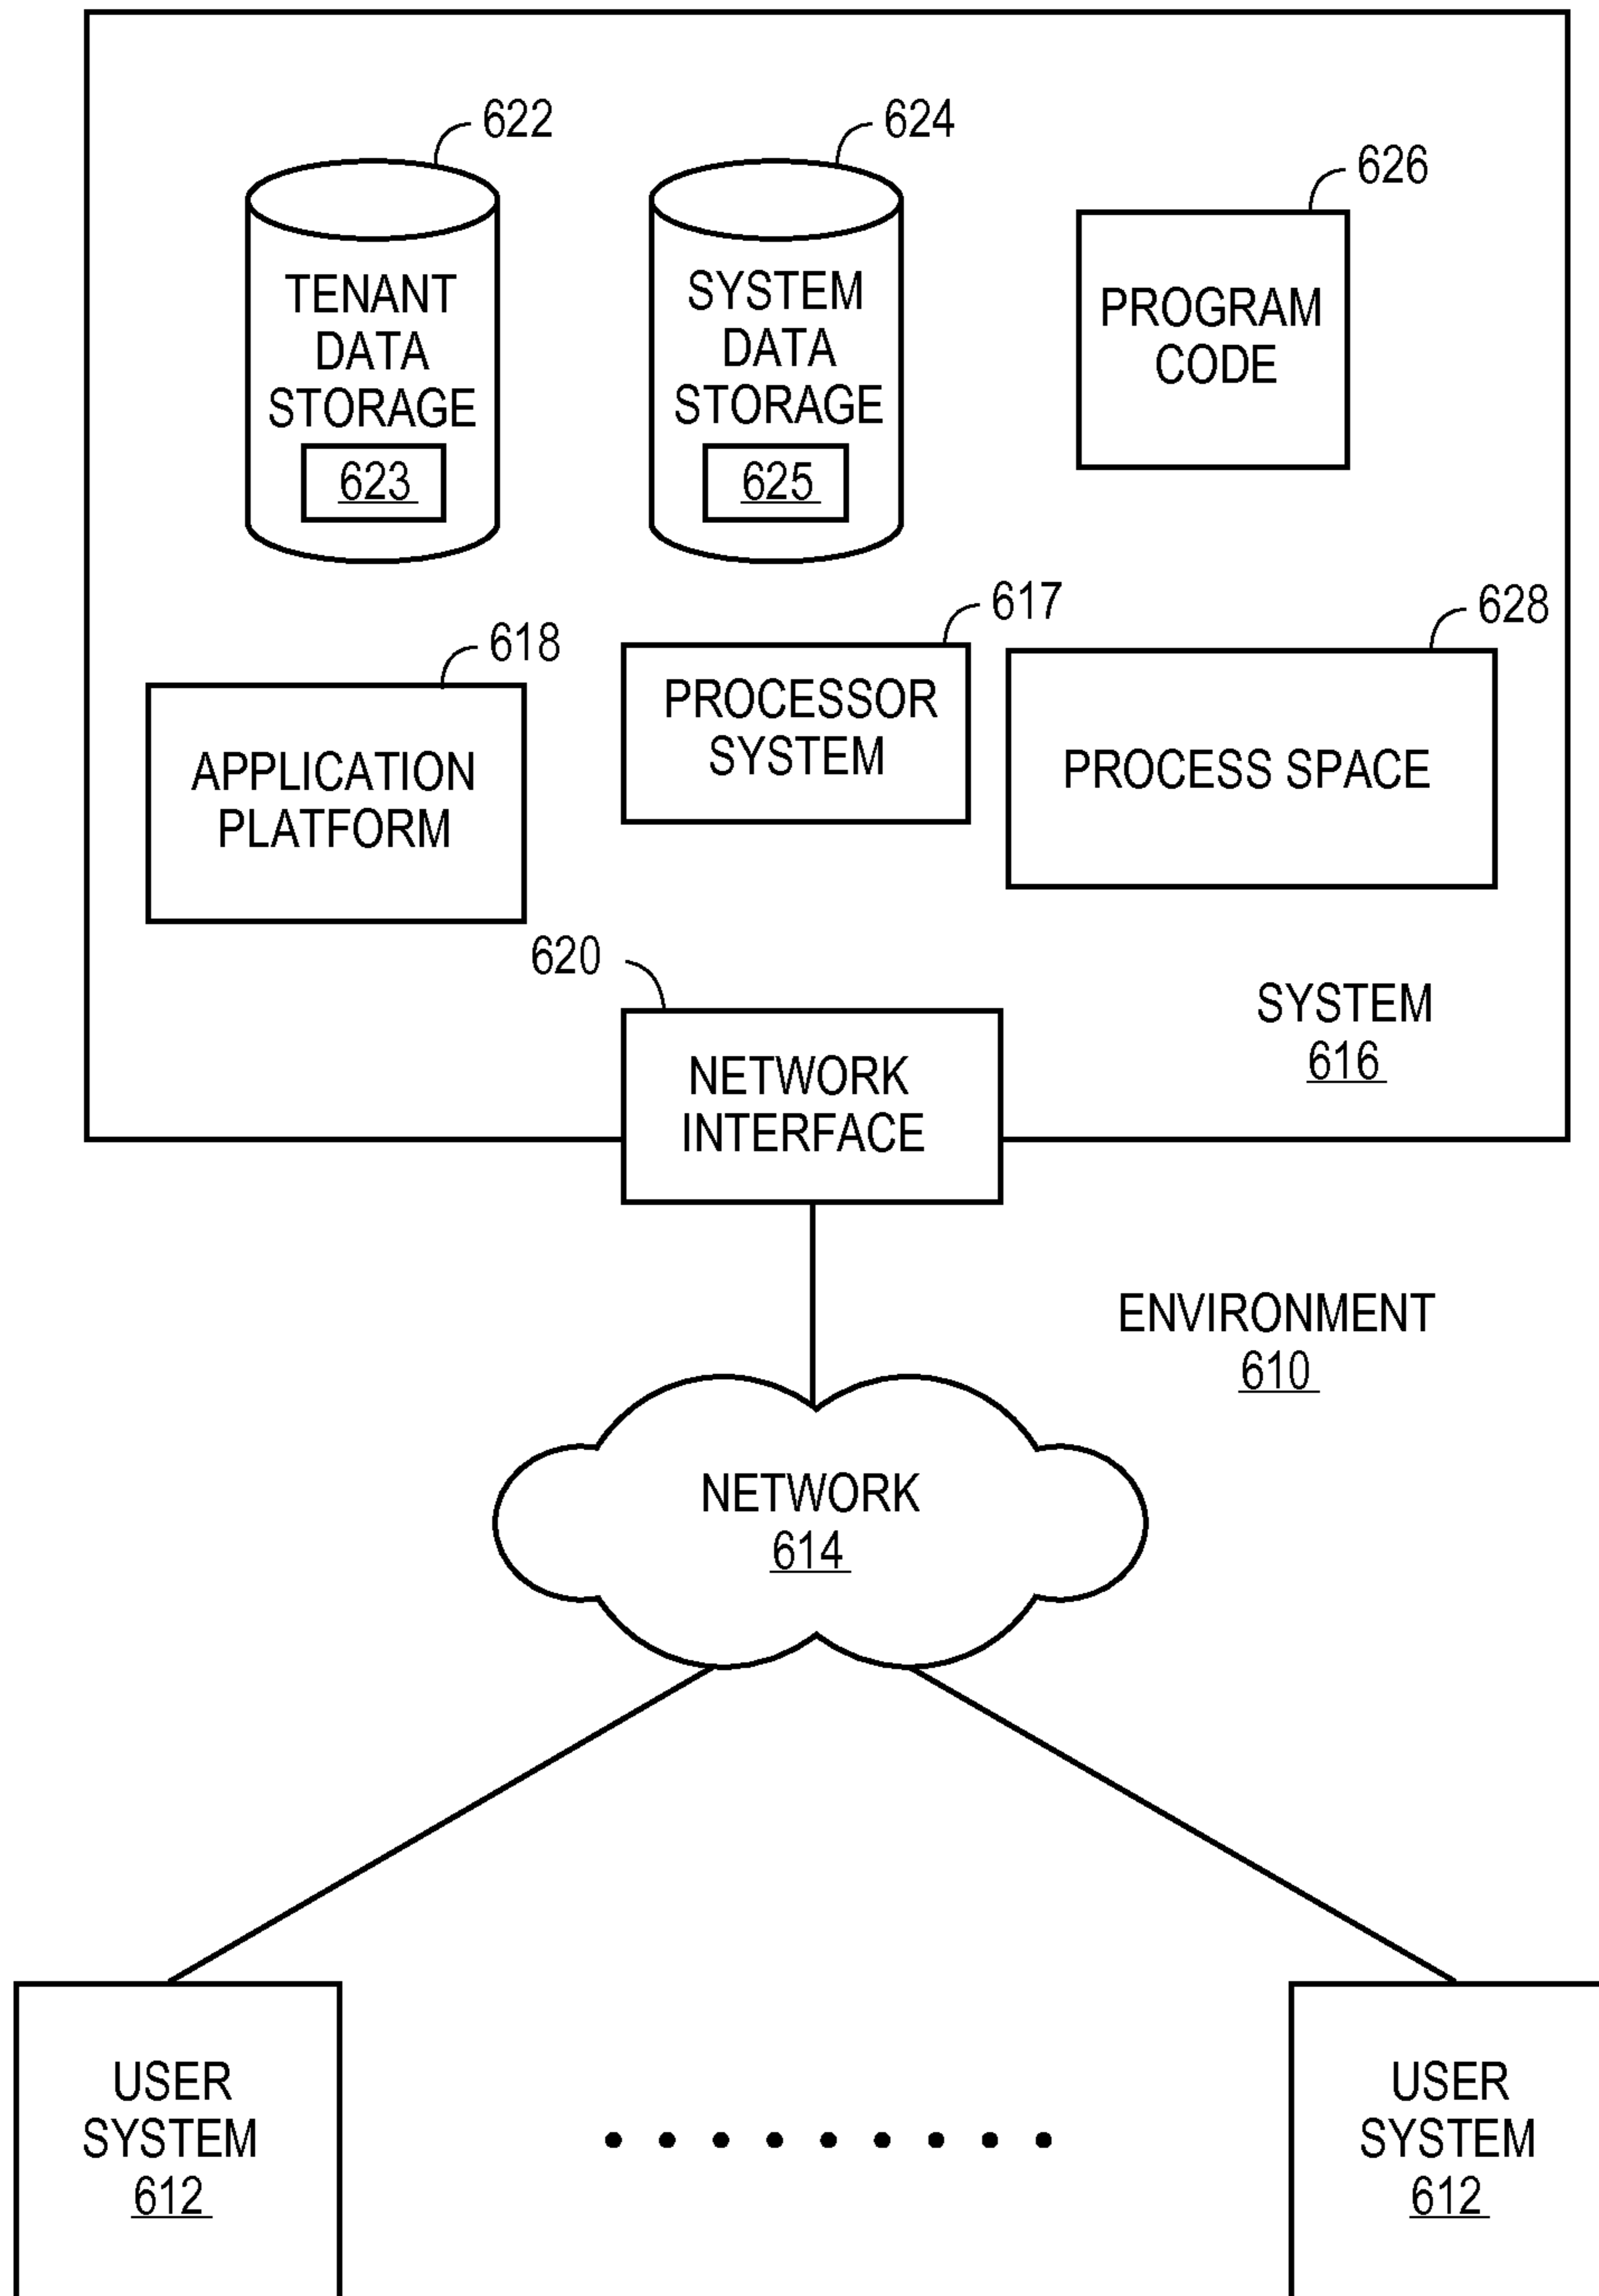 622
624
626
TENANT
DATA
STORAGE
623
SYSTEM
DATA
STORAGE
625
PROGRAM
CODE
618
617
628
APPLICATION
PLATFORM
PROCESSOR
SYSTEM
PROCESS SPACE
620
NETWORK
INTERFACE
SYSTEM
616
ENVIRONMENT
610
NETWORK
614
USER
SYSTEM
612
USER
SYSTEM
612